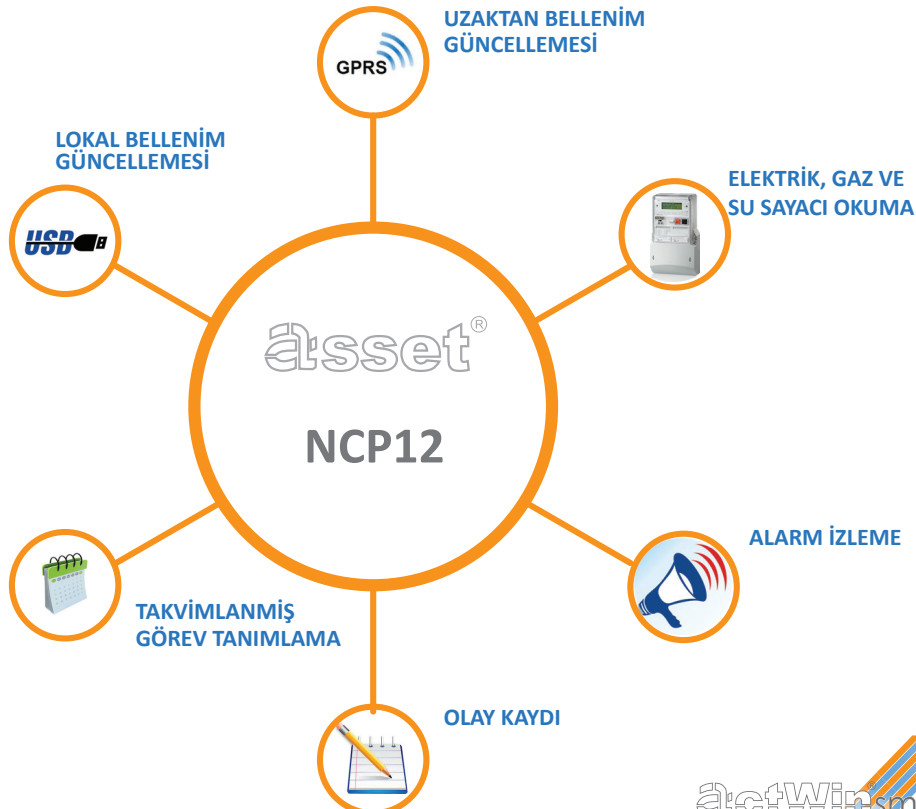 UZAKTAN BELLENİM
GÜNCELLEMESİ
GPRS
LOKAL BELLENİM
GÜNCELLEMESİ
USB
ELEKTRİK, GAZ VE
SU SAYACI OKUMA
asset®
NCP12
ALARM İZLEME
TAKVİMLANMİŞ
GÖREV TANIMLAMA
OLAY KAYDI
actWin®